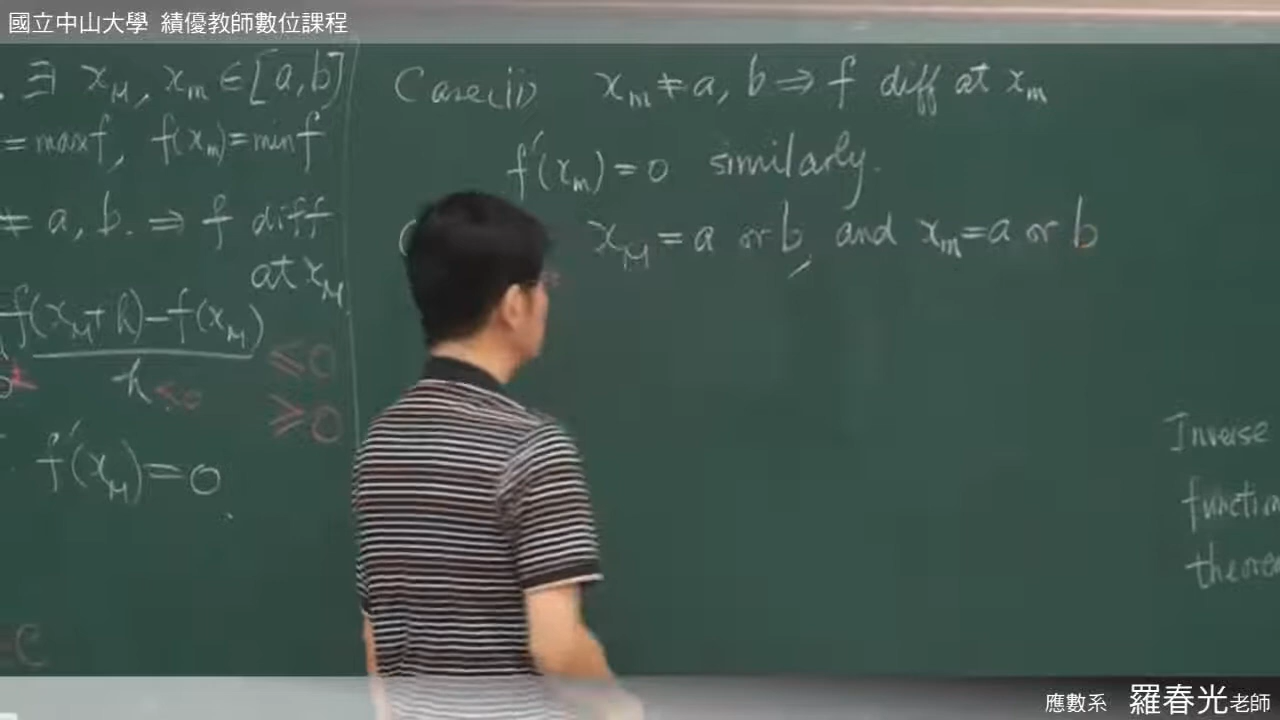 國立中山大學 績優教師數位課程
. ∃ x_M, x_m ∈ [a, b]
= max f, f(x_m) = min f
≠ a, b. ⇒ f diff
at x_M
f(x_M+h) − f(x_M)
h <0
≤0
≥0
f'(x_M) = 0.
=C
Case(ii) x_m ≠ a, b ⇒ f diff at x_m
f'(x_m) = 0 similarly.
x_M = a or b, and x_m = a or b
Inverse
function
應數系 羅春光老師